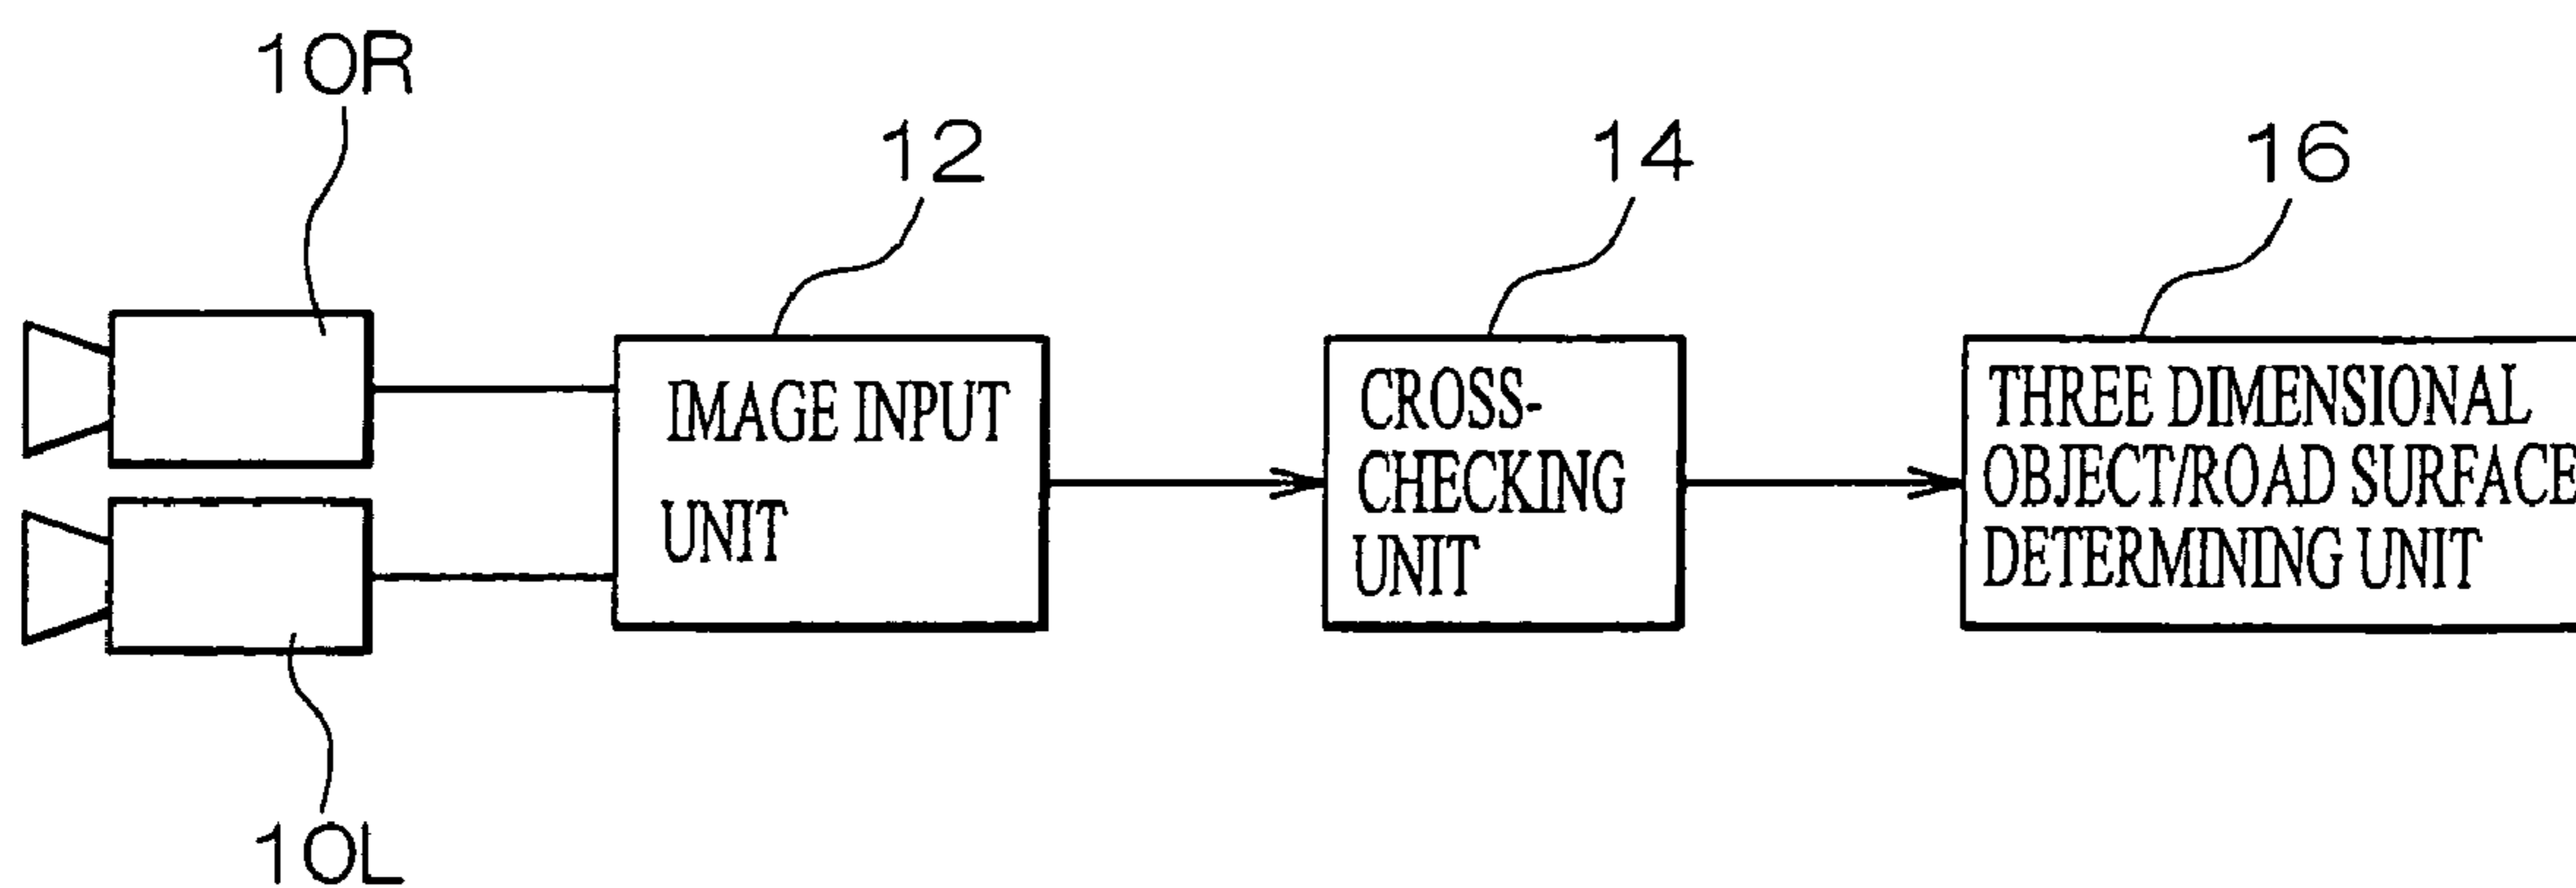 10R
12
14
16
IMAGE INPUT
UNIT
CROSS-
CHECKING
UNIT
THREE DIMENSIONAL
OBJECT/ROAD SURFACE
DETERMINING UNIT
10L